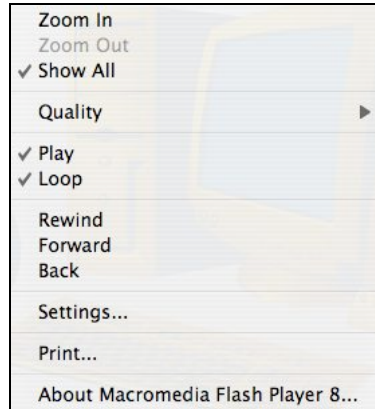 Zoom In
Zoom Out
Show All
Quality
Play
Loop
Rewind
Forward
Back
Settings...
Print...
About Macromedia Flash Player 8...